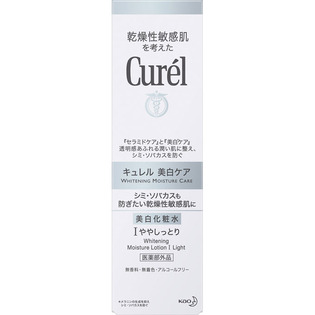 乾燥性敏感肌
を考えた
Curél
『セラミドケア』と『美白ケア』
透明感あふれる潤い肌に整え、
シミ・ソバカスを防ぐ
キュレル 美白ケア
WHITENING MOISTURE CARE
シミ・ソバカスも
防ぎたい乾燥性敏感肌に
美白化粧水
I ややしっとり
Whitening
Moisture Lotion I Light
医薬部外品
無香料・無着色・アルコールフリー
Kao